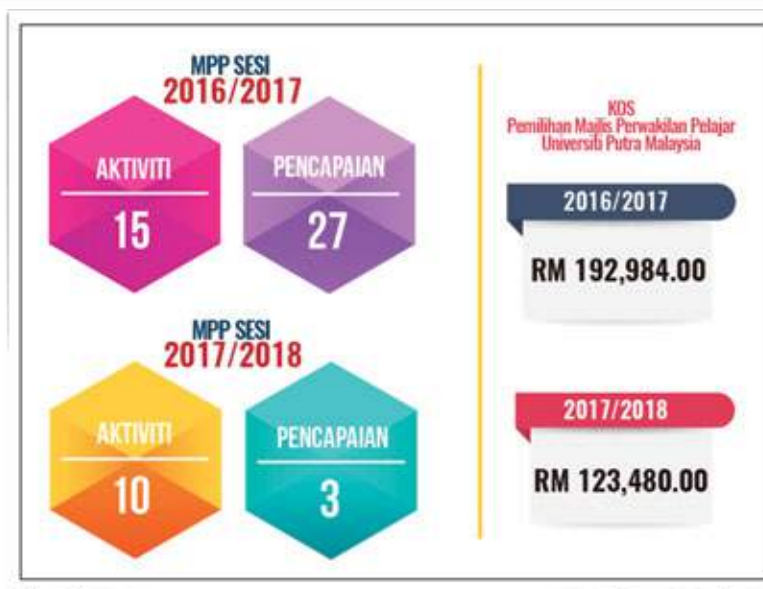 MPP SESI
2016/2017
AKTIVITI
15
PENCAPAIAN
27
MPP SESI
2017/2018
AKTIVITI
10
PENCAPAIAN
3
KOS
Pemilihan Majlis Perwakilan Pelajar
Universiti Putra Malaysia
2016/2017
RM 192,984.00
2017/2018
RM 123,480.00